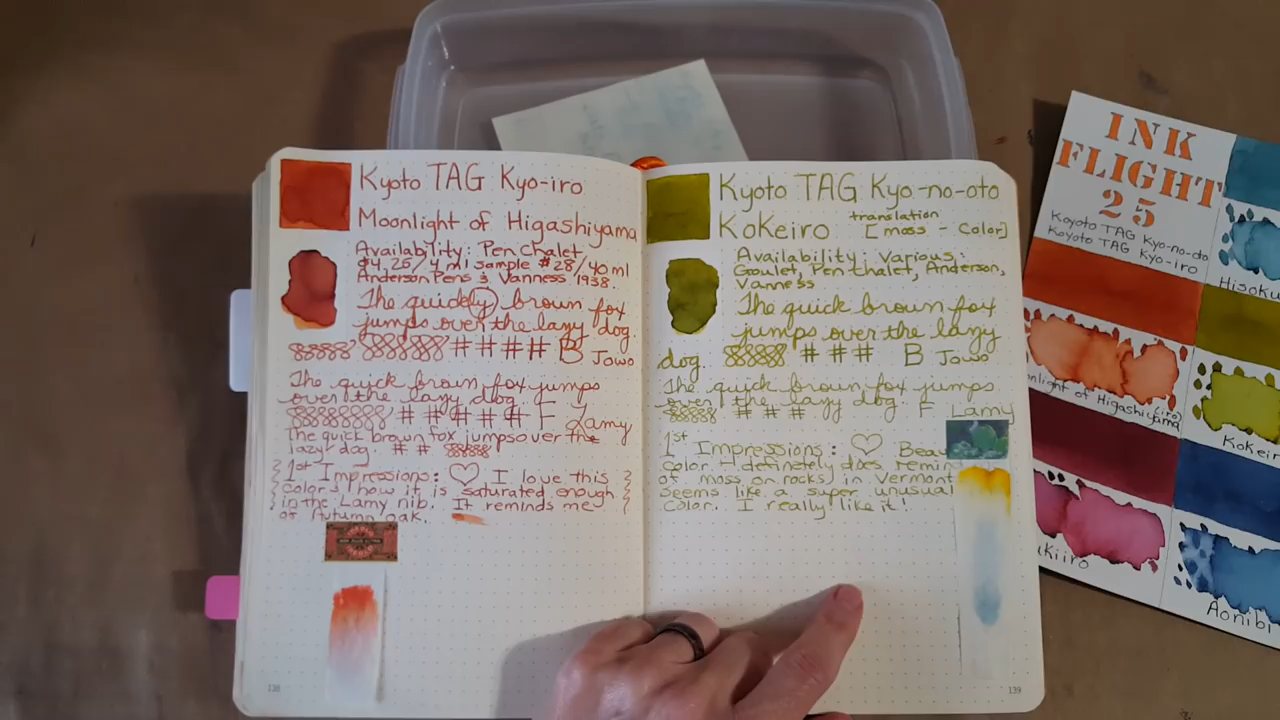 Kyoto TAG Kyo-iro
Moonlight of Higashiyama
Availability: Pen Chalet
$4.25/4ml sample $28/40ml
Anderson Pens & Vanness 1938.
The quickly brown fox
jumps over the lazy dog.
# # # # B Jowo
The quick brown fox jumps
over the lazy dog.
# # # # # F Lamy
The quick brown fox jumps over the
lazy dog. # #
1st Impressions: ♡ I love this
color & how it is saturated enough
in the Lamy nib. It reminds me
of Autumn Oak.
138
Kyoto TAG Kyo-no-oto
Kokeiro translation
[moss - color]
Availability: Various:
Goulet, Pen Chalet, Anderson,
Vanness
The quick brown fox
jumps over the lazy
dog. # # # B Jowo
The quick brown fox jumps
over the lazy dog F Lamy
# # #
1st
Impressions: ♡ Beau
color - definetely does remin
of moss on rocks in Vermont
seems like a super unusual
color. I really like it!
139
INK
FLIGHT
25
Koyoto TAG Kyo-no-do
Koyoto TAG Kyo-iro
Hisoku
nlight of Higashiyama
(iro)
Kokeir
ukiiro
Aonibi